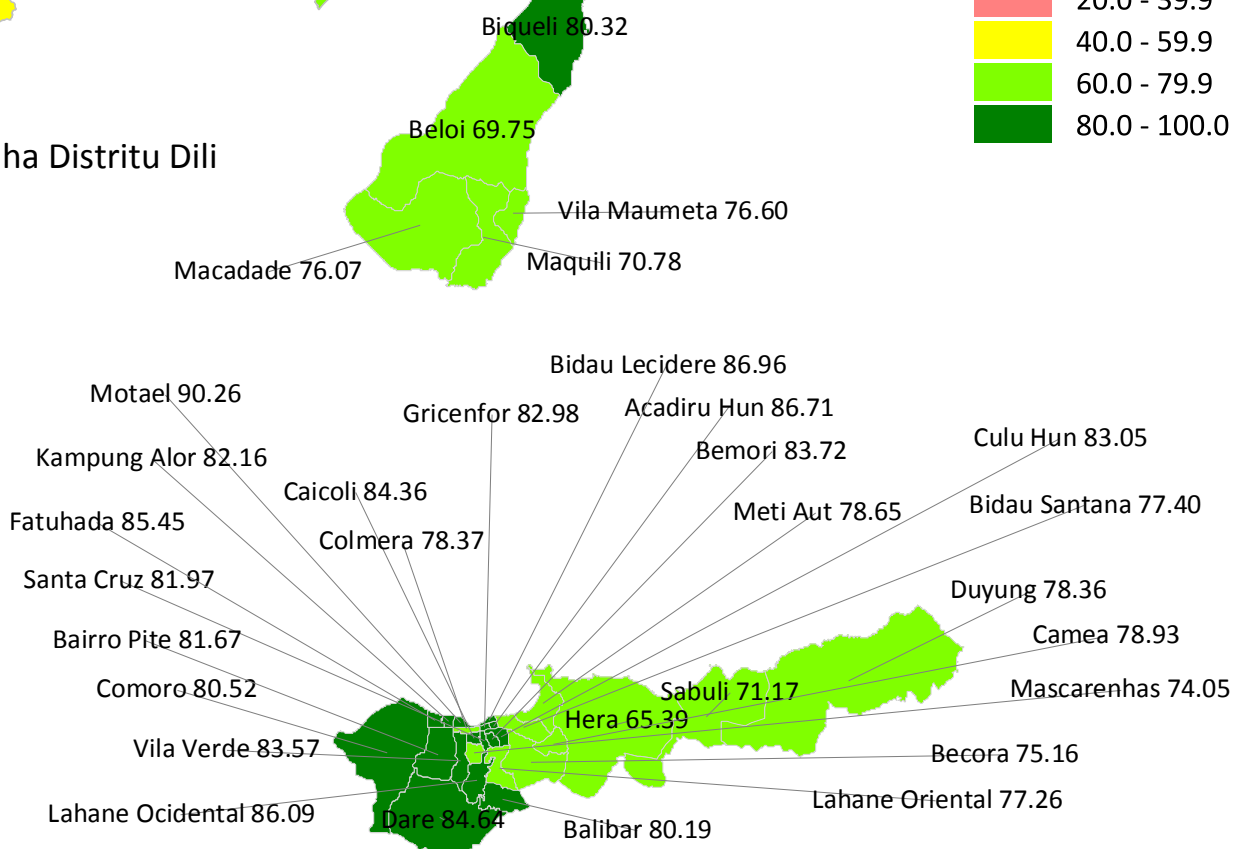 20.0 - 39.9
Biqueli 80.32
40.0 - 59.9
60.0 - 79.9
80.0 - 100.0
Beloi 69.75
ha Distritu Dili
Vila Maumeta 76.60
Maquili 70.78
Macadade 76.07
Bidau Lecidere 86.96
Motael 90.26
Gricenfor 82.98
Acadiru Hun 86.71
Culu Hun 83.05
Bemori 83.72
Kampung Alor 82.16
Caicoli 84.36
Bidau Santana 77.40
Meti Aut 78.65
Fatuhada 85.45
Colmera 78.37
Santa Cruz 81.97
Duyung 78.36
Camea 78.93
Bairro Pite 81.67
Comoro 80.52
Sabuli 71.17
Mascarenhas 74.05
Hera 65.39
Vila Verde 83.57
Becora 75.16
Lahane Oriental 77.26
Lahane Ocidental 86.09
Dare 84.64
Balibar 80.19